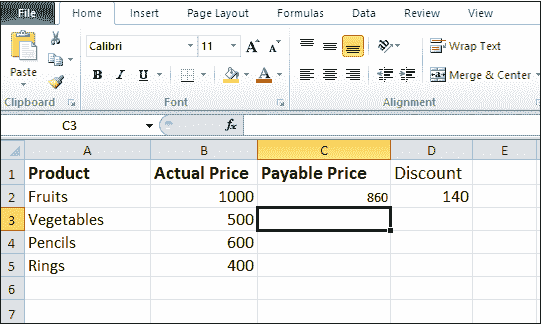 File Home Insert Page Layout Formulas Data Review View
Calibri 11 A A Wrap Text
Paste B I U A Merge & Center
Clipboard Font Alignment
C3 fx
A B C D E
1 Product Actual Price Payable Price Discount
2 Fruits 1000 860 140
3 Vegetables 500
4 Pencils 600
5 Rings 400
6
7